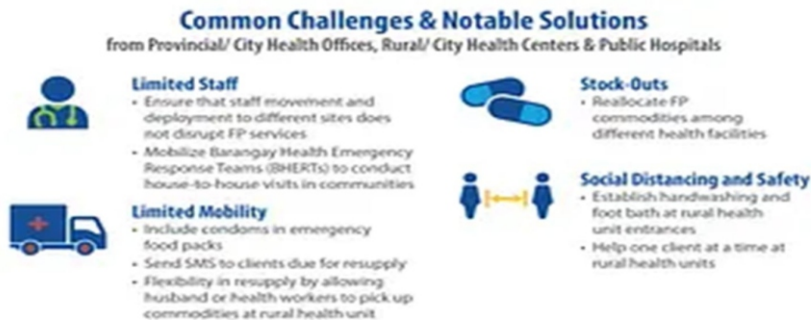 Common Challenges & Notable Solutions
from Provincial/ City Health Offices, Rural/ City Health Centers & Public Hospitals
Limited Staff
• Ensure that staff movement and
deployment to different sites does
not disrupt FP services
• Mobilize Barangay Health Emergency
Response Teams (BHERTs) to conduct
house-to-house visits in communities
Limited Mobility
• Include condoms in emergency
food packs
• Send SMS to clients due for resupply
• Flexibility in resupply by allowing
husband or health workers to pick up
commodities at rural health unit
Stock-Outs
• Reallocate FP
commodities among
different health facilities
Social Distancing and Safety
• Establish handwashing and
foot bath at rural health
unit entrances
• Help one client at a time at
rural health units